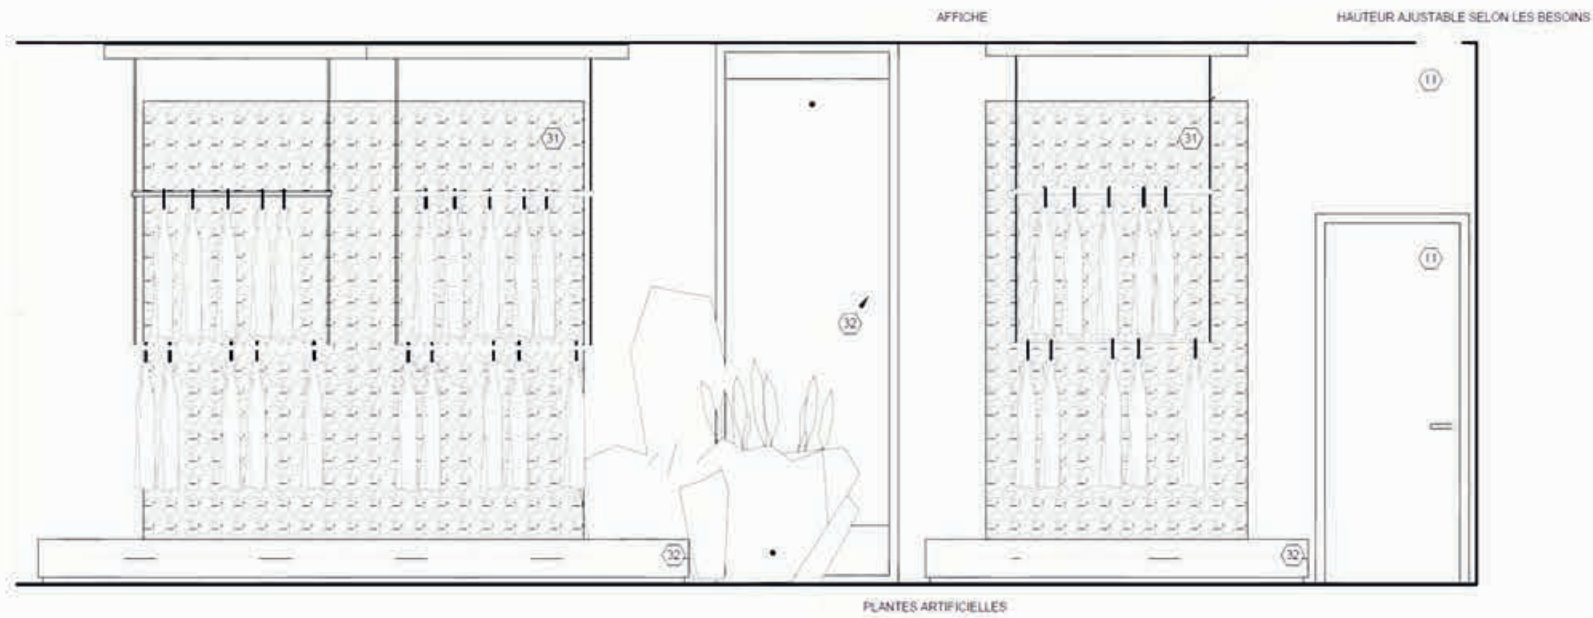 AFFICHE
HAUTEUR AJUSTABLE SELON LES BESOINS
11
31
31
11
32
32
32
PLANTES ARTIFICIELLES